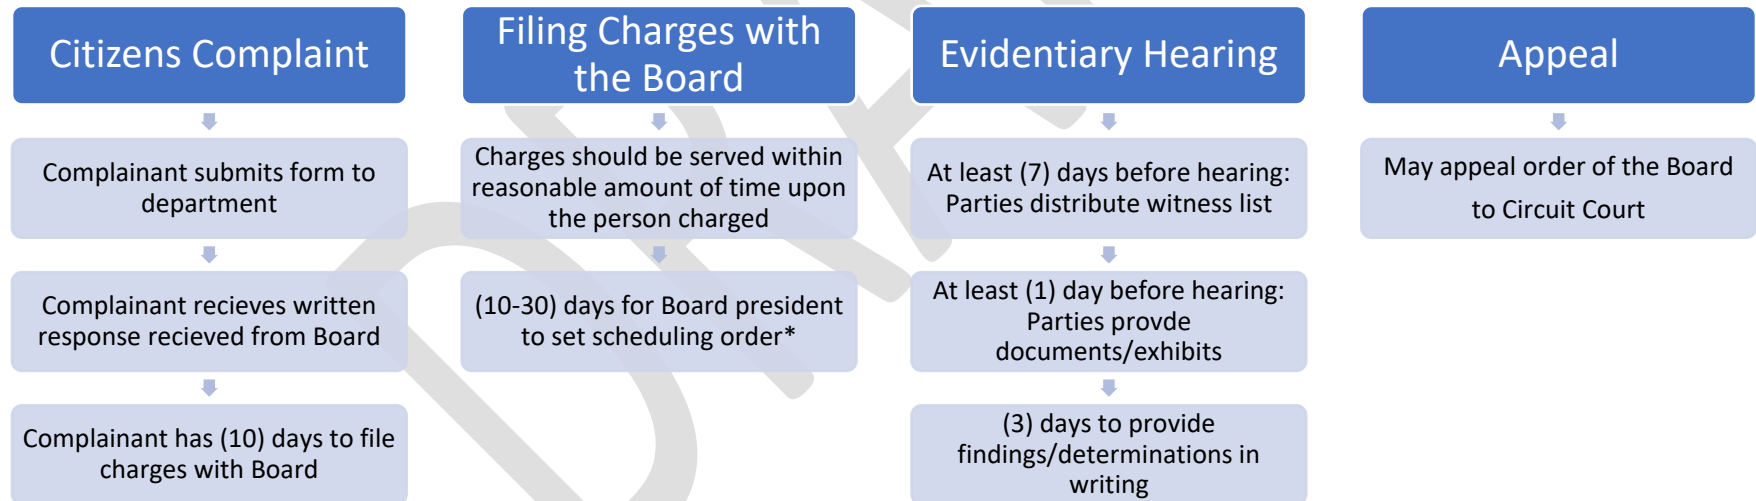 Citizens Complaint
Complainant submits form to
department
Complainant recieves written
response recieved from Board
Complainant has (10) days to file
charges with Board
Filing Charges with
the Board
Charges should be served within
reasonable amount of time upon
the person charged
(10-30) days for Board president
to set scheduling order*
Evidentiary Hearing
At least (7) days before hearing:
Parties distribute witness list
At least (1) day before hearing:
Parties provde
documents/exhibits
(3) days to provide
findings/determinations in
writing
Appeal
May appeal order of the Board
to Circuit Court